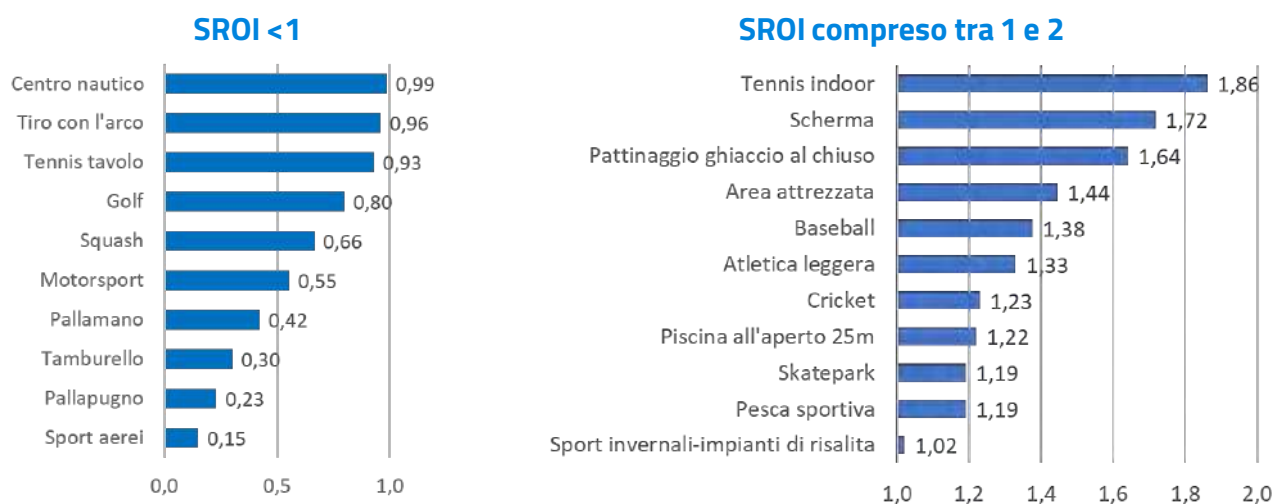 SROI <1
Centro nautico 0,99
Tiro con l'arco 0,96
Tennis tavolo 0,93
Golf 0,80
Squash 0,66
Motorsport 0,55
Pallamano 0,42
Tamburello 0,30
Pallapugno 0,23
Sport aerei 0,15
0,0 0,5 1,0
SROI compreso tra 1 e 2
Tennis indoor 1,86
Scherma 1,72
Pattinaggio ghiaccio al chiuso 1,64
Area attrezzata 1,44
Baseball 1,38
Atletica leggera 1,33
Cricket 1,23
Piscina all'aperto 25m 1,22
Skatepark 1,19
Pesca sportiva 1,19
Sport invernali-impianti di risalita 1,02
1,0 1,2 1,4 1,6 1,8 2,0